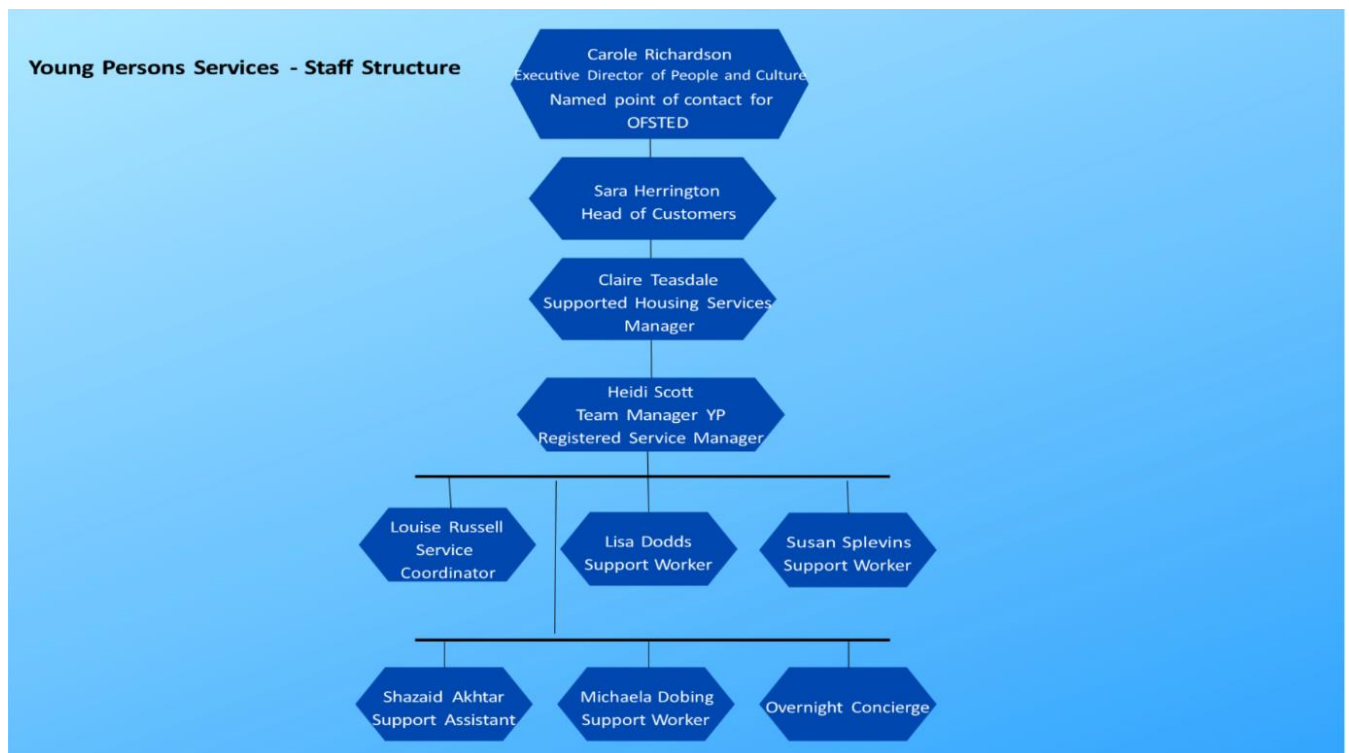 Young Persons Services - Staff Structure
Carole Richardson
Executive Director of People and Culture
Named point of contact for
OFSTED
Sara Herrington
Head of Customers
Claire Teasdale
Supported Housing Services
Manager
Heidi Scott
Team Manager YP
Registered Service Manager
Louise Russell
Service
Coordinator
Lisa Dodds
Support Worker
Susan Splevins
Support Worker
Shazaid Akhtar
Support Assistant
Michaela Dobing
Support Worker
Overnight Concierge